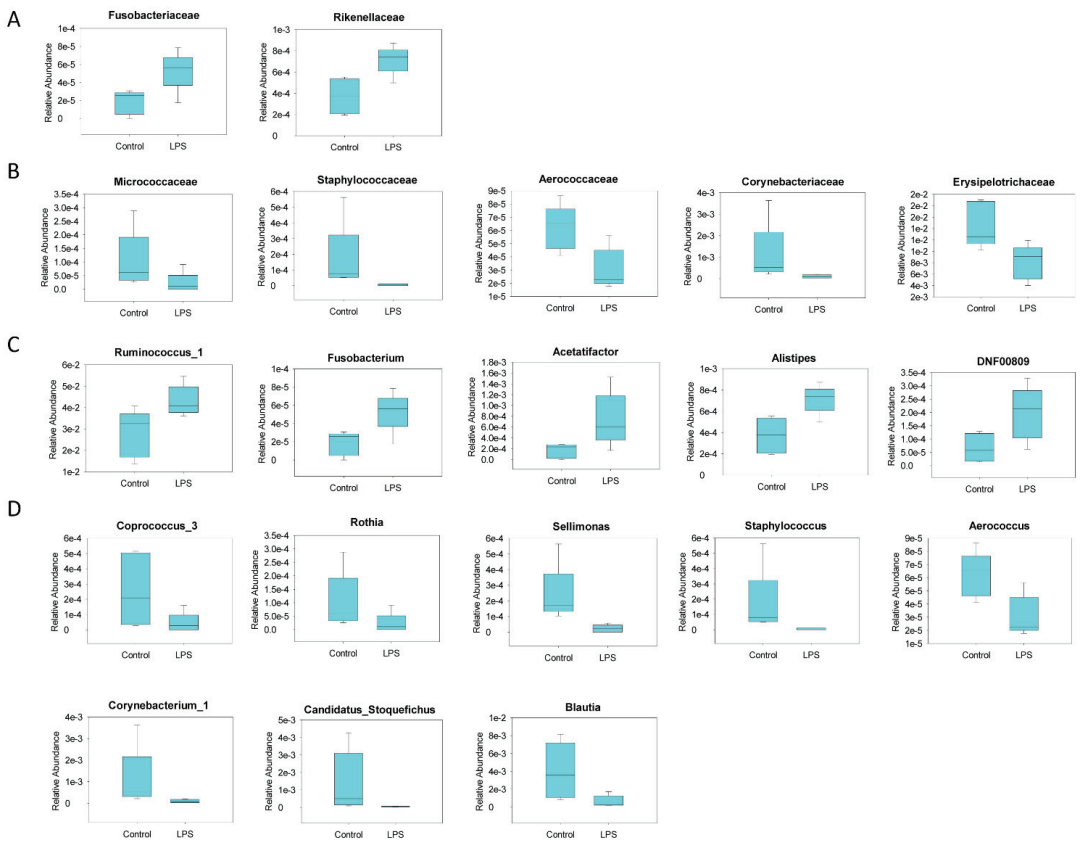 A
Fusobacteriaceae
Relative Abundance
1e-4
8e-5
6e-5
4e-5
2e-5
0
Control LPS
Rikenellaceae
Relative Abundance
1e-3
8e-4
6e-4
4e-4
2e-4
0
Control LPS
B
Micrococcaceae
Relative Abundance
3.5e-4
3.0e-4
2.5e-4
2.0e-4
1.5e-4
1.0e-4
5.0e-5
0.0
Control LPS
Staphylococcaceae
Relative Abundance
6e-4
5e-4
4e-4
3e-4
2e-4
1e-4
0
Control LPS
Aerococcaceae
Relative Abundance
9e-5
8e-5
7e-5
6e-5
5e-5
4e-5
3e-5
2e-5
1e-5
Control LPS
Corynebacteriaceae
Relative Abundance
4e-3
3e-3
2e-3
1e-3
0
Control LPS
Erysipelotrichaceae
Relative Abundance
2e-2
2e-2
2e-2
1e-2
1e-2
1e-2
8e-3
6e-3
4e-3
2e-3
Control LPS
C
Ruminococcus_1
Relative Abundance
6e-2
5e-2
4e-2
3e-2
2e-2
1e-2
Control LPS
Fusobacterium
Relative Abundance
1e-4
8e-5
6e-5
4e-5
2e-5
0
Control LPS
Acetatifactor
Relative Abundance
1.8e-3
1.6e-3
1.4e-3
1.2e-3
1.0e-3
8.0e-4
6.0e-4
4.0e-4
2.0e-4
0.0
Control LPS
Alistipes
Relative Abundance
1e-3
8e-4
6e-4
4e-4
2e-4
0
Control LPS
DNF00809
Relative Abundance
3.5e-4
3.0e-4
2.5e-4
2.0e-4
1.5e-4
1.0e-4
5.0e-5
0.0
Control LPS
D
Coprococcus_3
Relative Abundance
6e-4
5e-4
4e-4
3e-4
2e-4
1e-4
0
Control LPS
Rothia
Relative Abundance
3.5e-4
3.0e-4
2.5e-4
2.0e-4
1.5e-4
1.0e-4
5.0e-5
0.0
Control LPS
Sellimonas
Relative Abundance
6e-4
5e-4
4e-4
3e-4
2e-4
1e-4
0
Control LPS
Staphylococcus
Relative Abundance
6e-4
5e-4
4e-4
3e-4
2e-4
1e-4
0
Control LPS
Aerococcus
Relative Abundance
9e-5
8e-5
7e-5
6e-5
5e-5
4e-5
3e-5
2e-5
1e-5
Control LPS
Corynebacterium_1
Relative Abundance
4e-3
3e-3
2e-3
1e-3
0
Control LPS
Candidatus_Stoquefichus
Relative Abundance
5e-3
4e-3
3e-3
2e-3
1e-3
0
Control LPS
Blautia
Relative Abundance
1e-2
8e-3
6e-3
4e-3
2e-3
0
Control LPS